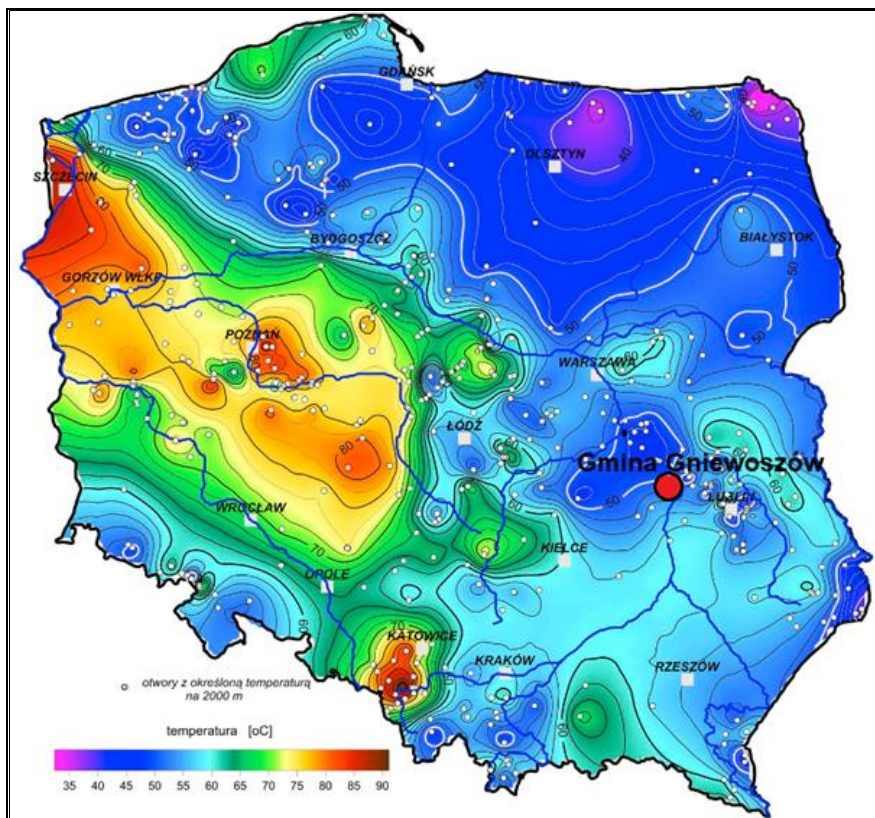 GDAŃSK
OLSZTYN
SZCZECIN
BYDGOSZCZ
BIAŁYSTOK
GORZÓW WLKP.
POZNAŃ
WARSZAWA
ŁÓDŹ
Gmina Gniewoszów
LUBLIN
WROCŁAW
KIELCE
OPOLE
KATOWICE
KRAKÓW
RZESZÓW
otwory z określoną temperaturą
na 2000 m
temperatura [oC]
35 40 45 50 55 60 65 70 75 80 85 90